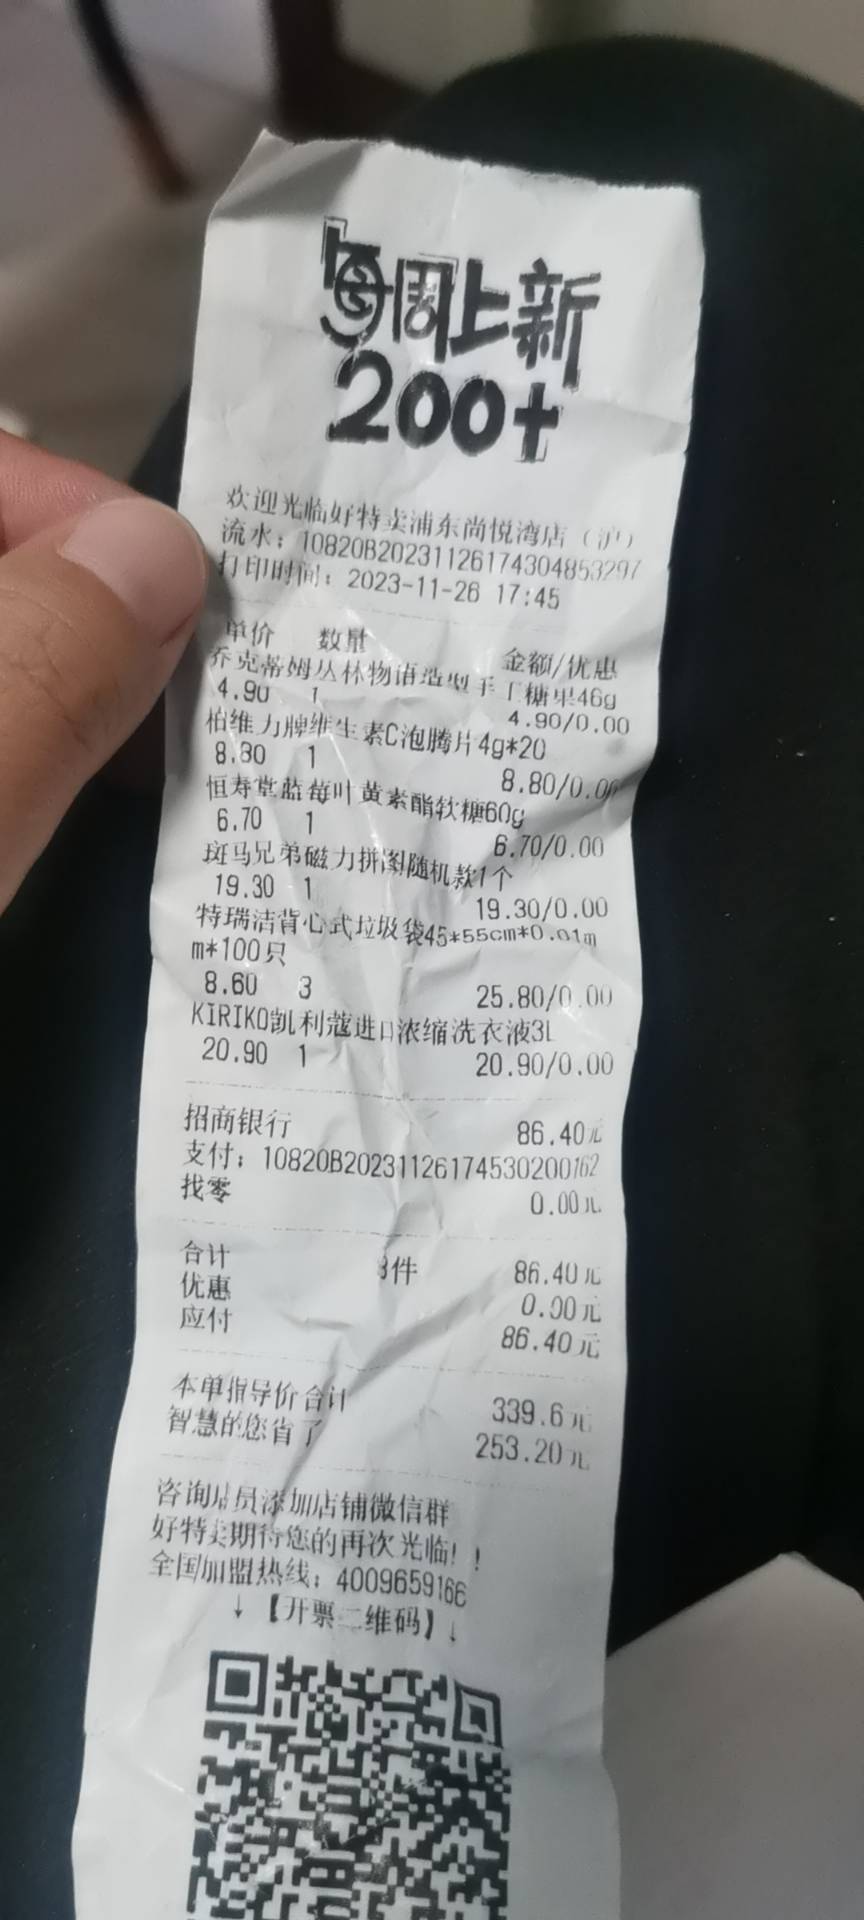 每周上新
200+
欢迎光临好特卖浦东尚悦湾店（沪）
流水：10820B20231126174304853297
打印时间：2023-11-26 17:45
单价 数量 金额/优惠
乔克蒂姆丛林物语造型手工糖果46g
4.90 1 4.90/0.00
柏维力牌维生素C泡腾片4g*20
8.80 1 8.80/0.00
恒寿堂蓝莓叶黄素酯软糖60g
6.70 1 6.70/0.00
斑马兄弟磁力拼图随机款1个
19.30 1 19.30/0.00
特瑞洁背心式垃圾袋45*55cm*0.01m
m*100只
8.60 3 25.80/0.00
KIRIKO凯利蔻进口浓缩洗衣液3L
20.90 1 20.90/0.00
招商银行 86.40元
支付：10820B20231126174530200162
找零 0.00元
合计 8件 86.40元
优惠 0.00元
应付 86.40元
本单指导价合计 339.6元
智慧的您省了 253.20元
咨询店员添加店铺微信群
好特卖期待您的再次光临！！
全国加盟热线：4009659166
↓【开票二维码】↓